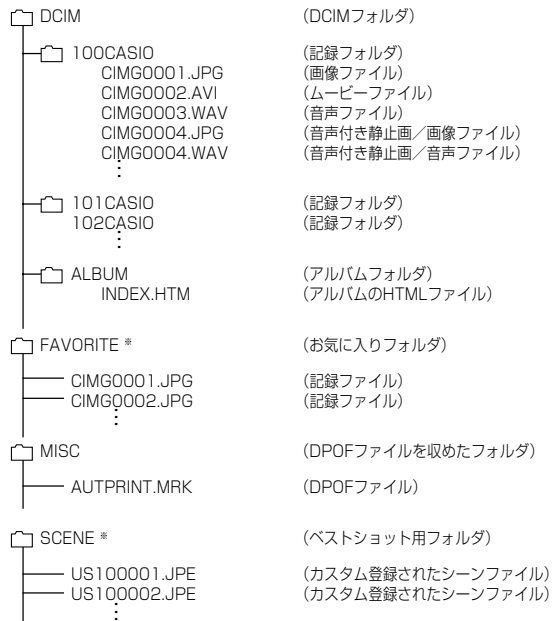 DCIM (DCIMフォルダ)
100CASIO (記録フォルダ)
CIMG0001.JPG (画像ファイル)
CIMG0002.AVI (ムービーファイル)
CIMG0003.WAV (音声ファイル)
CIMG0004.JPG (音声付き静止画／画像ファイル)
CIMG0004.WAV (音声付き静止画／音声ファイル)
101CASIO (記録フォルダ)
102CASIO (記録フォルダ)
ALBUM (アルバムフォルダ)
INDEX.HTM (アルバムのHTMLファイル)
FAVORITE ※ (お気に入りフォルダ)
CIMG0001.JPG (記録ファイル)
CIMG0002.JPG (記録ファイル)
MISC (DPOFファイルを収めたフォルダ)
AUTPRINT.MRK (DPOFファイル)
SCENE ※ (ベストショット用フォルダ)
US100001.JPE (カスタム登録されたシーンファイル)
US100002.JPE (カスタム登録されたシーンファイル)